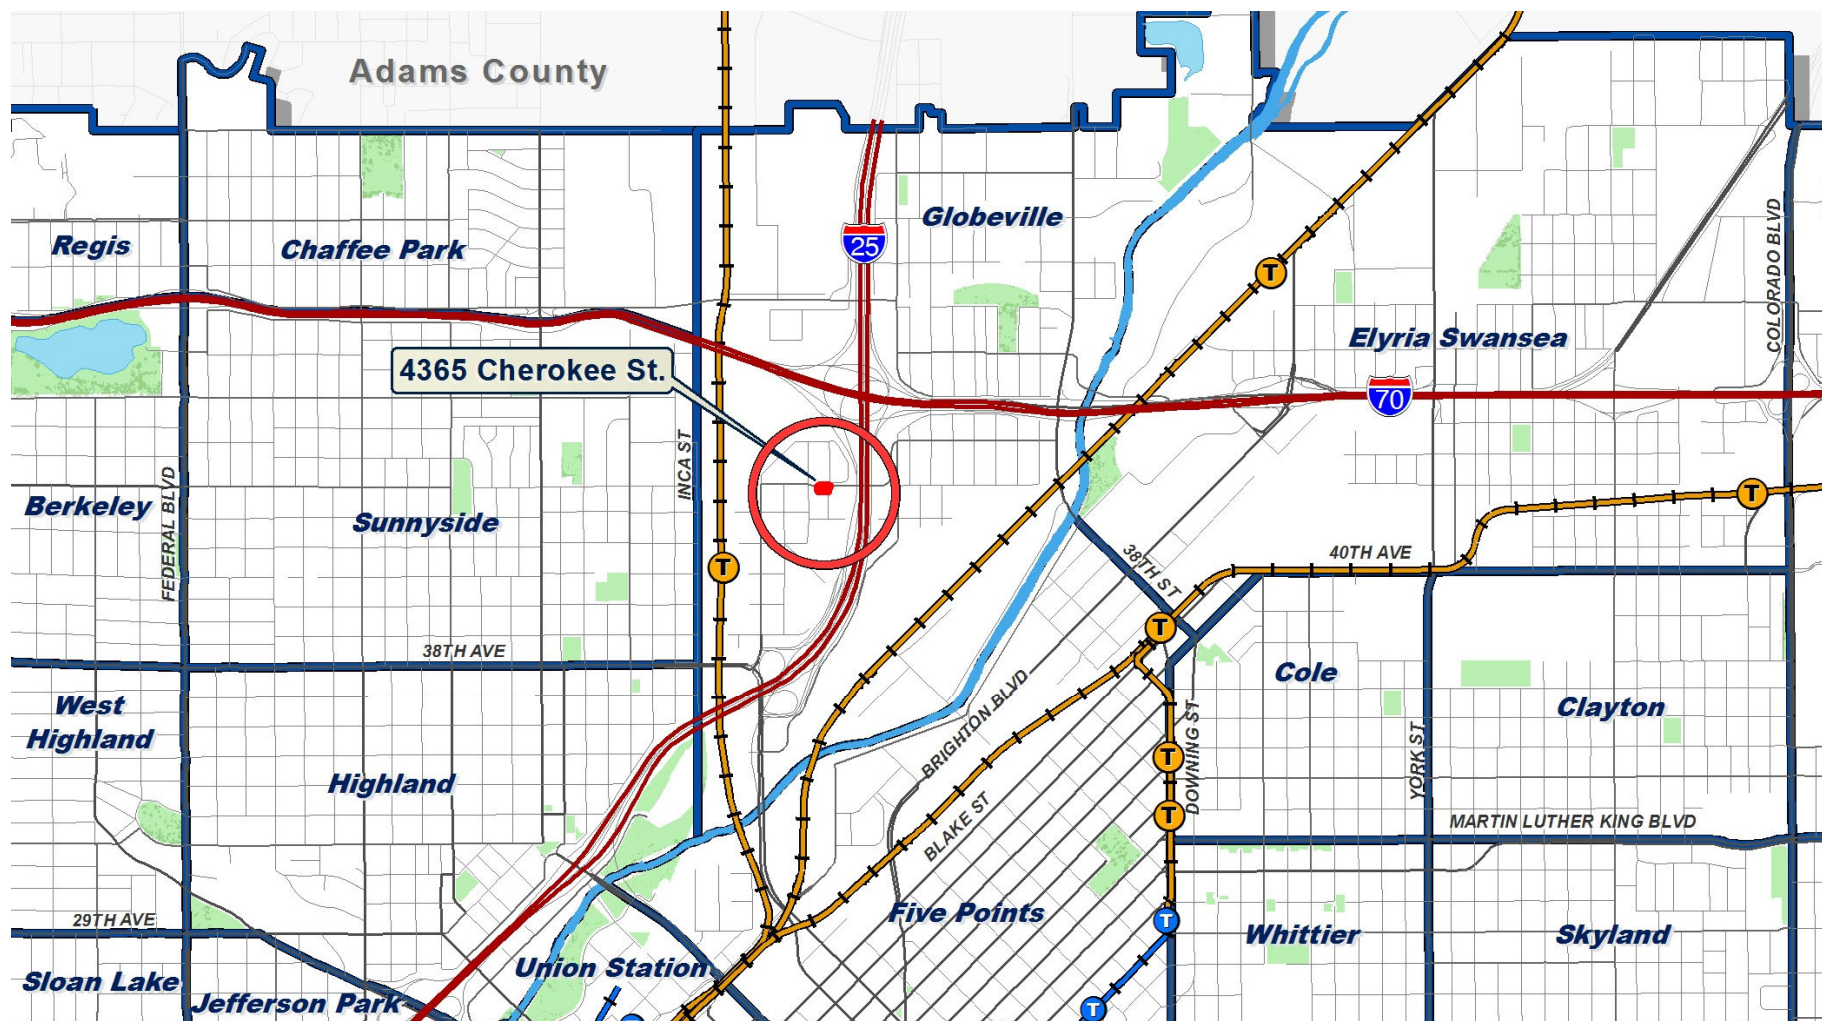 Adams County
Globeville
Regis
Chaffee Park
25
T
COLORADO BLVD
Elyria Swansea
4365 Cherokee St.
70
INCA ST
FEDERAL BLVD
Berkeley
Sunnyside
T
T
38TH ST
40TH AVE
T
38TH AVE
Cole
West
Highland
Clayton
BRIGHTON BLVD
DOWNING ST
YORK ST
T
Highland
T
BLAKE ST
MARTIN LUTHER KING BLVD
29TH AVE
Five Points
T
Whittier
Skyland
Sloan Lake
Union Station
Jefferson Park
T